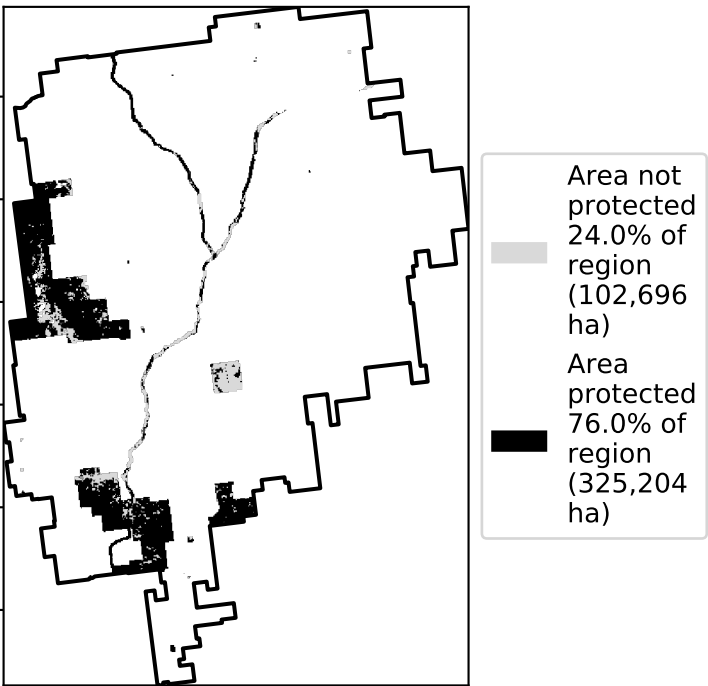 Area not
protected
24.0% of
region
(102,696
ha)
Area
protected
76.0% of
region
(325,204
ha)